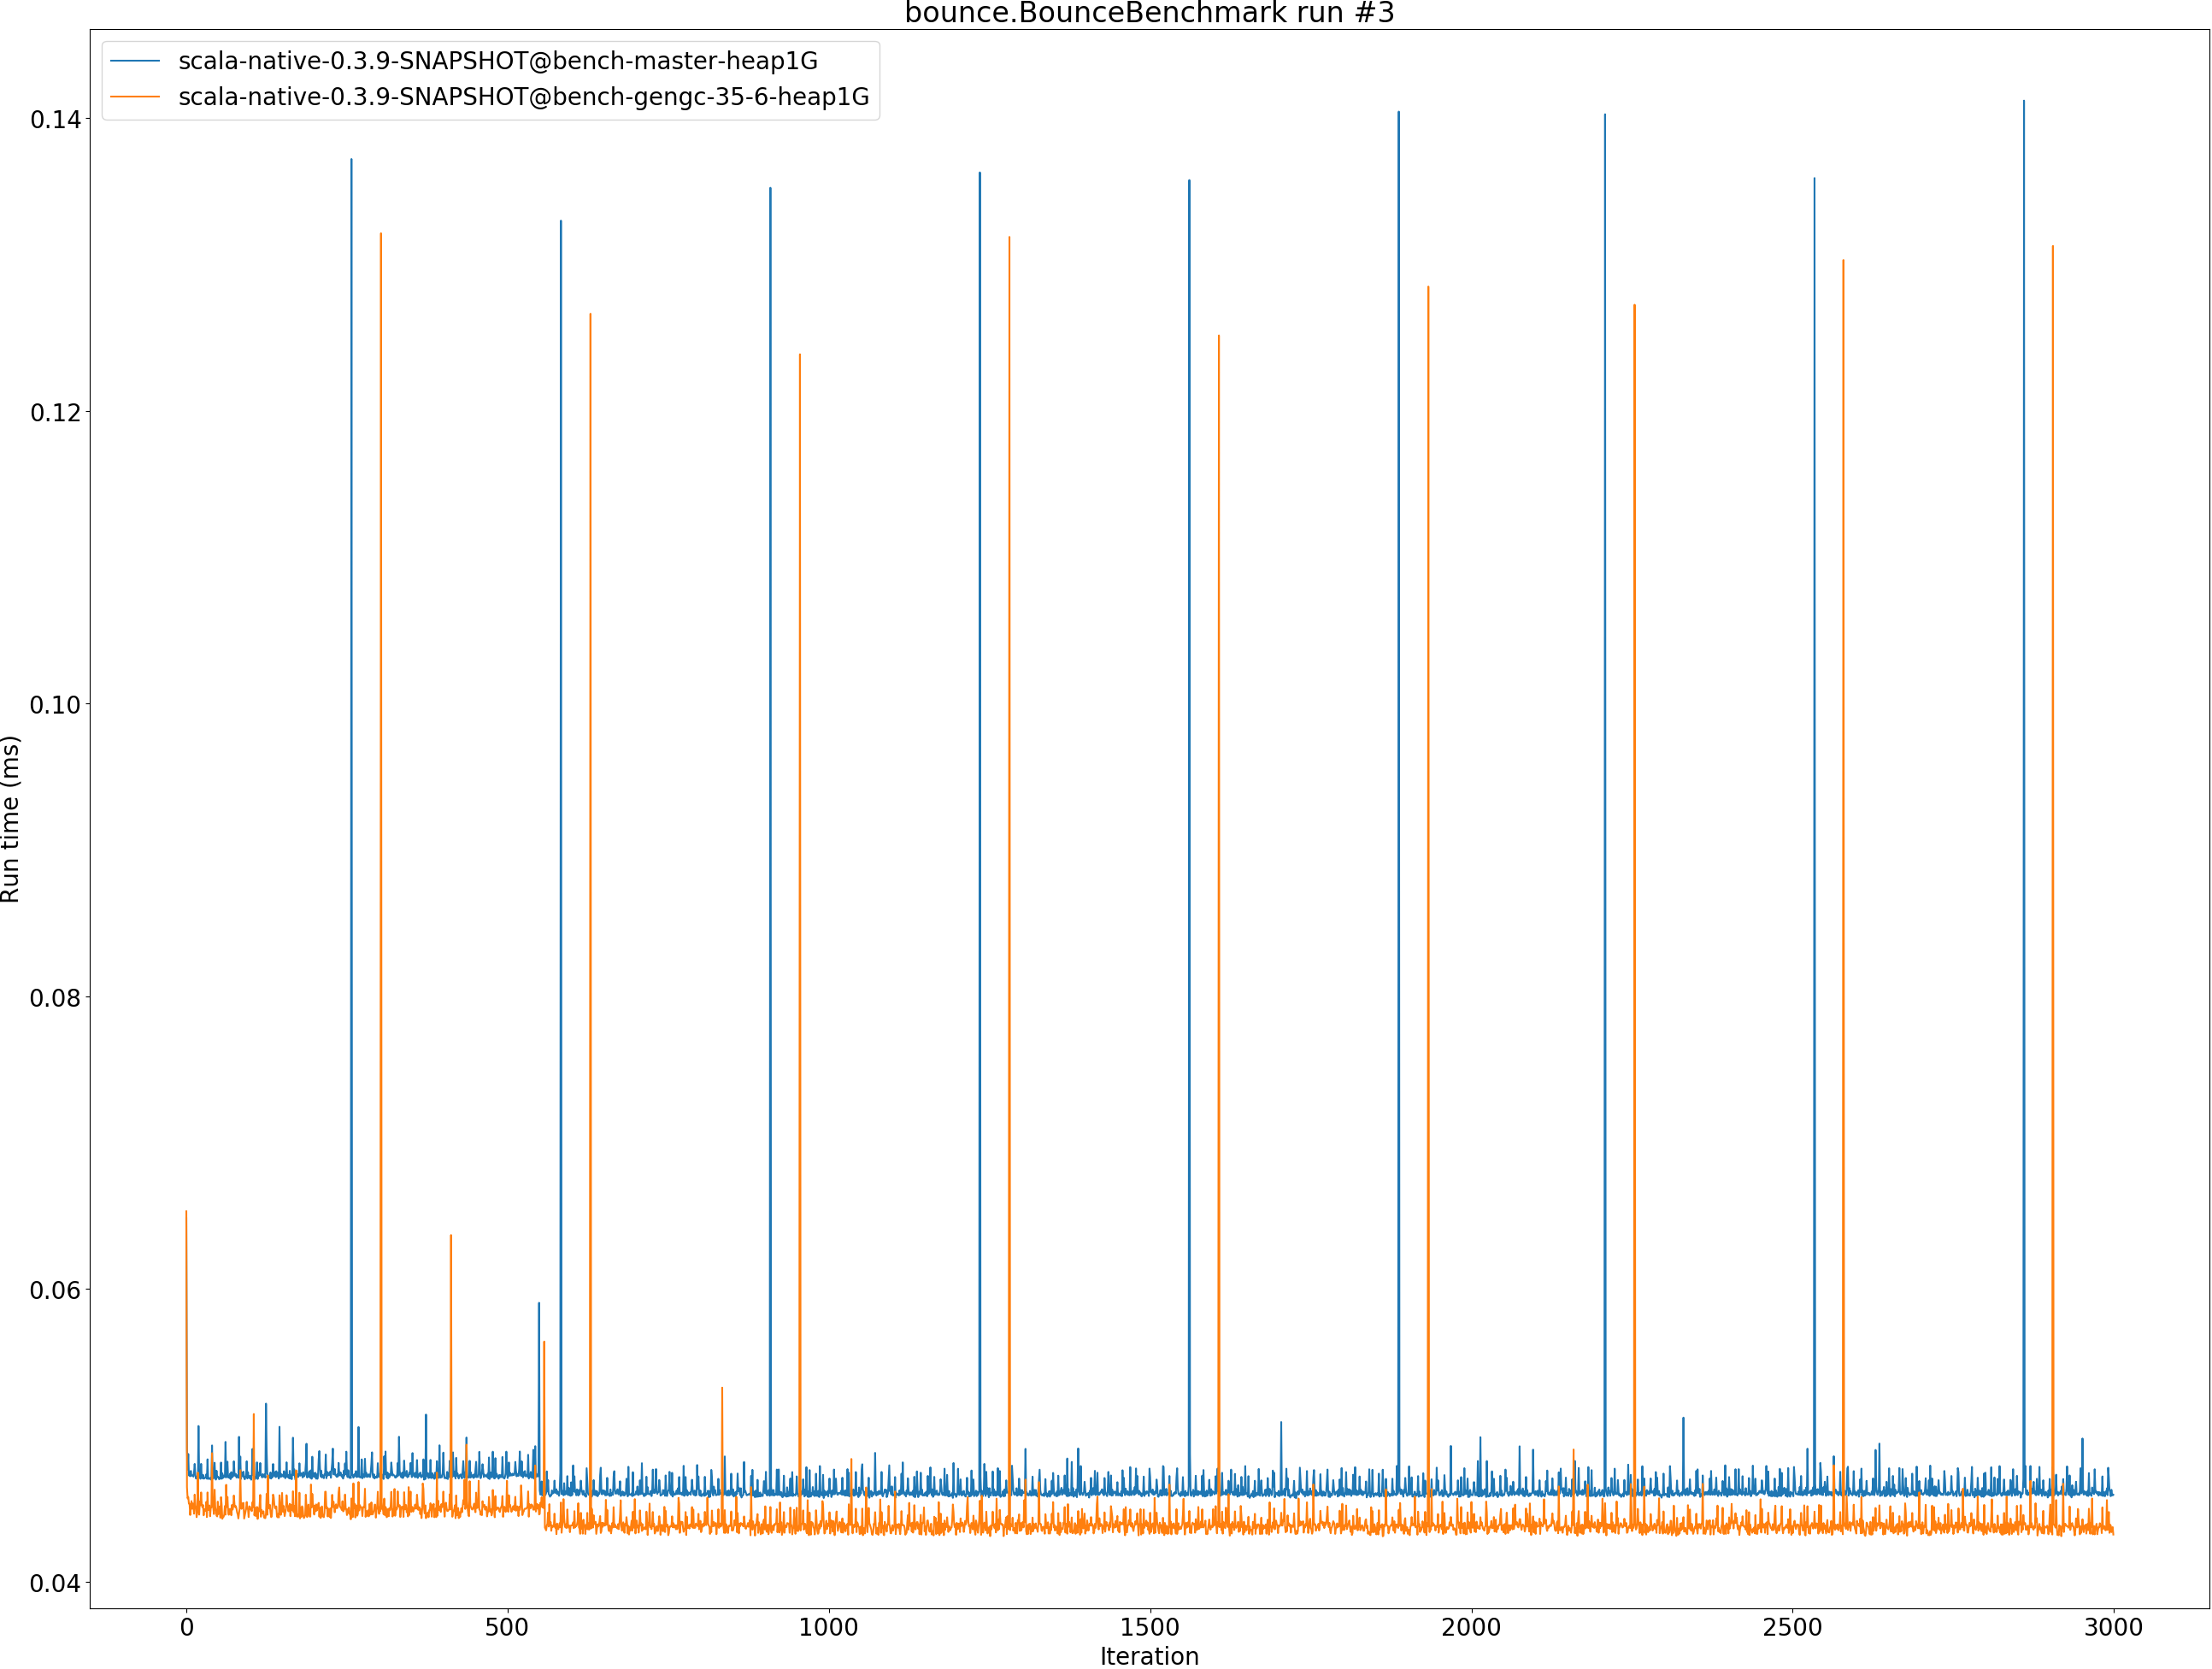 bounce.BounceBenchmark run #3
scala-native-0.3.9-SNAPSHOT@bench-master-heap1G
scala-native-0.3.9-SNAPSHOT@bench-gengc-35-6-heap1G
0.14
0.12
0.10
0.08
0.06
0.04
Run time (ms)
0 500 1000 1500 2000 2500 3000
Iteration